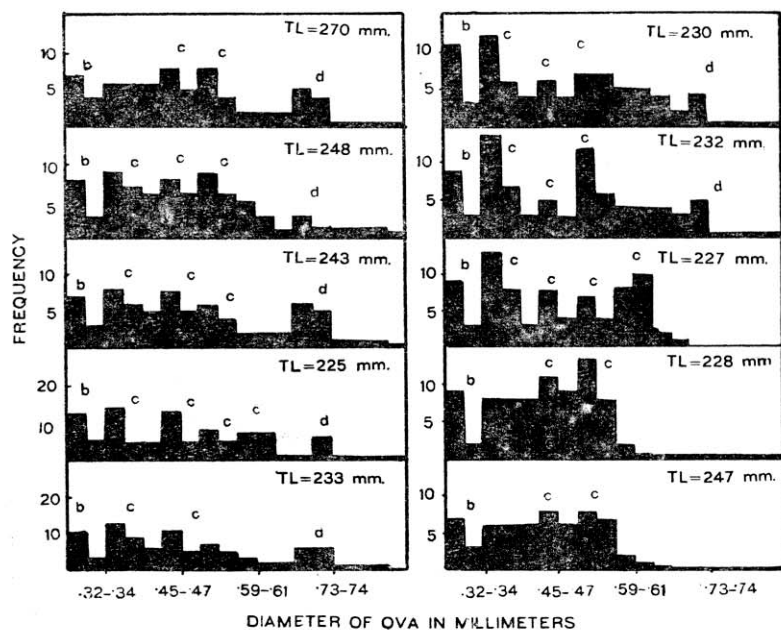 FREQUENCY
TL=270 mm.
b c c d
10
5
TL=248 mm.
b c c c d
10
5
TL=243 mm.
b c c c d
10
5
TL=225 mm.
b c c c c d
20
10
TL=233 mm.
b c c d
20
10
·32-·34 ·45-·47 ·59-·61 ·73-74
TL=230 mm.
b c c c d
10
5
TL=232 mm.
b c c c d
10
5
TL=227 mm.
b c c c c
10
5
TL=228 mm.
b c c
10
5
TL=247 mm.
b c c
10
5
·32-·34 ·45-·47 ·59-·61 ·73-74
DIAMETER OF OVA IN MILLIMETERS